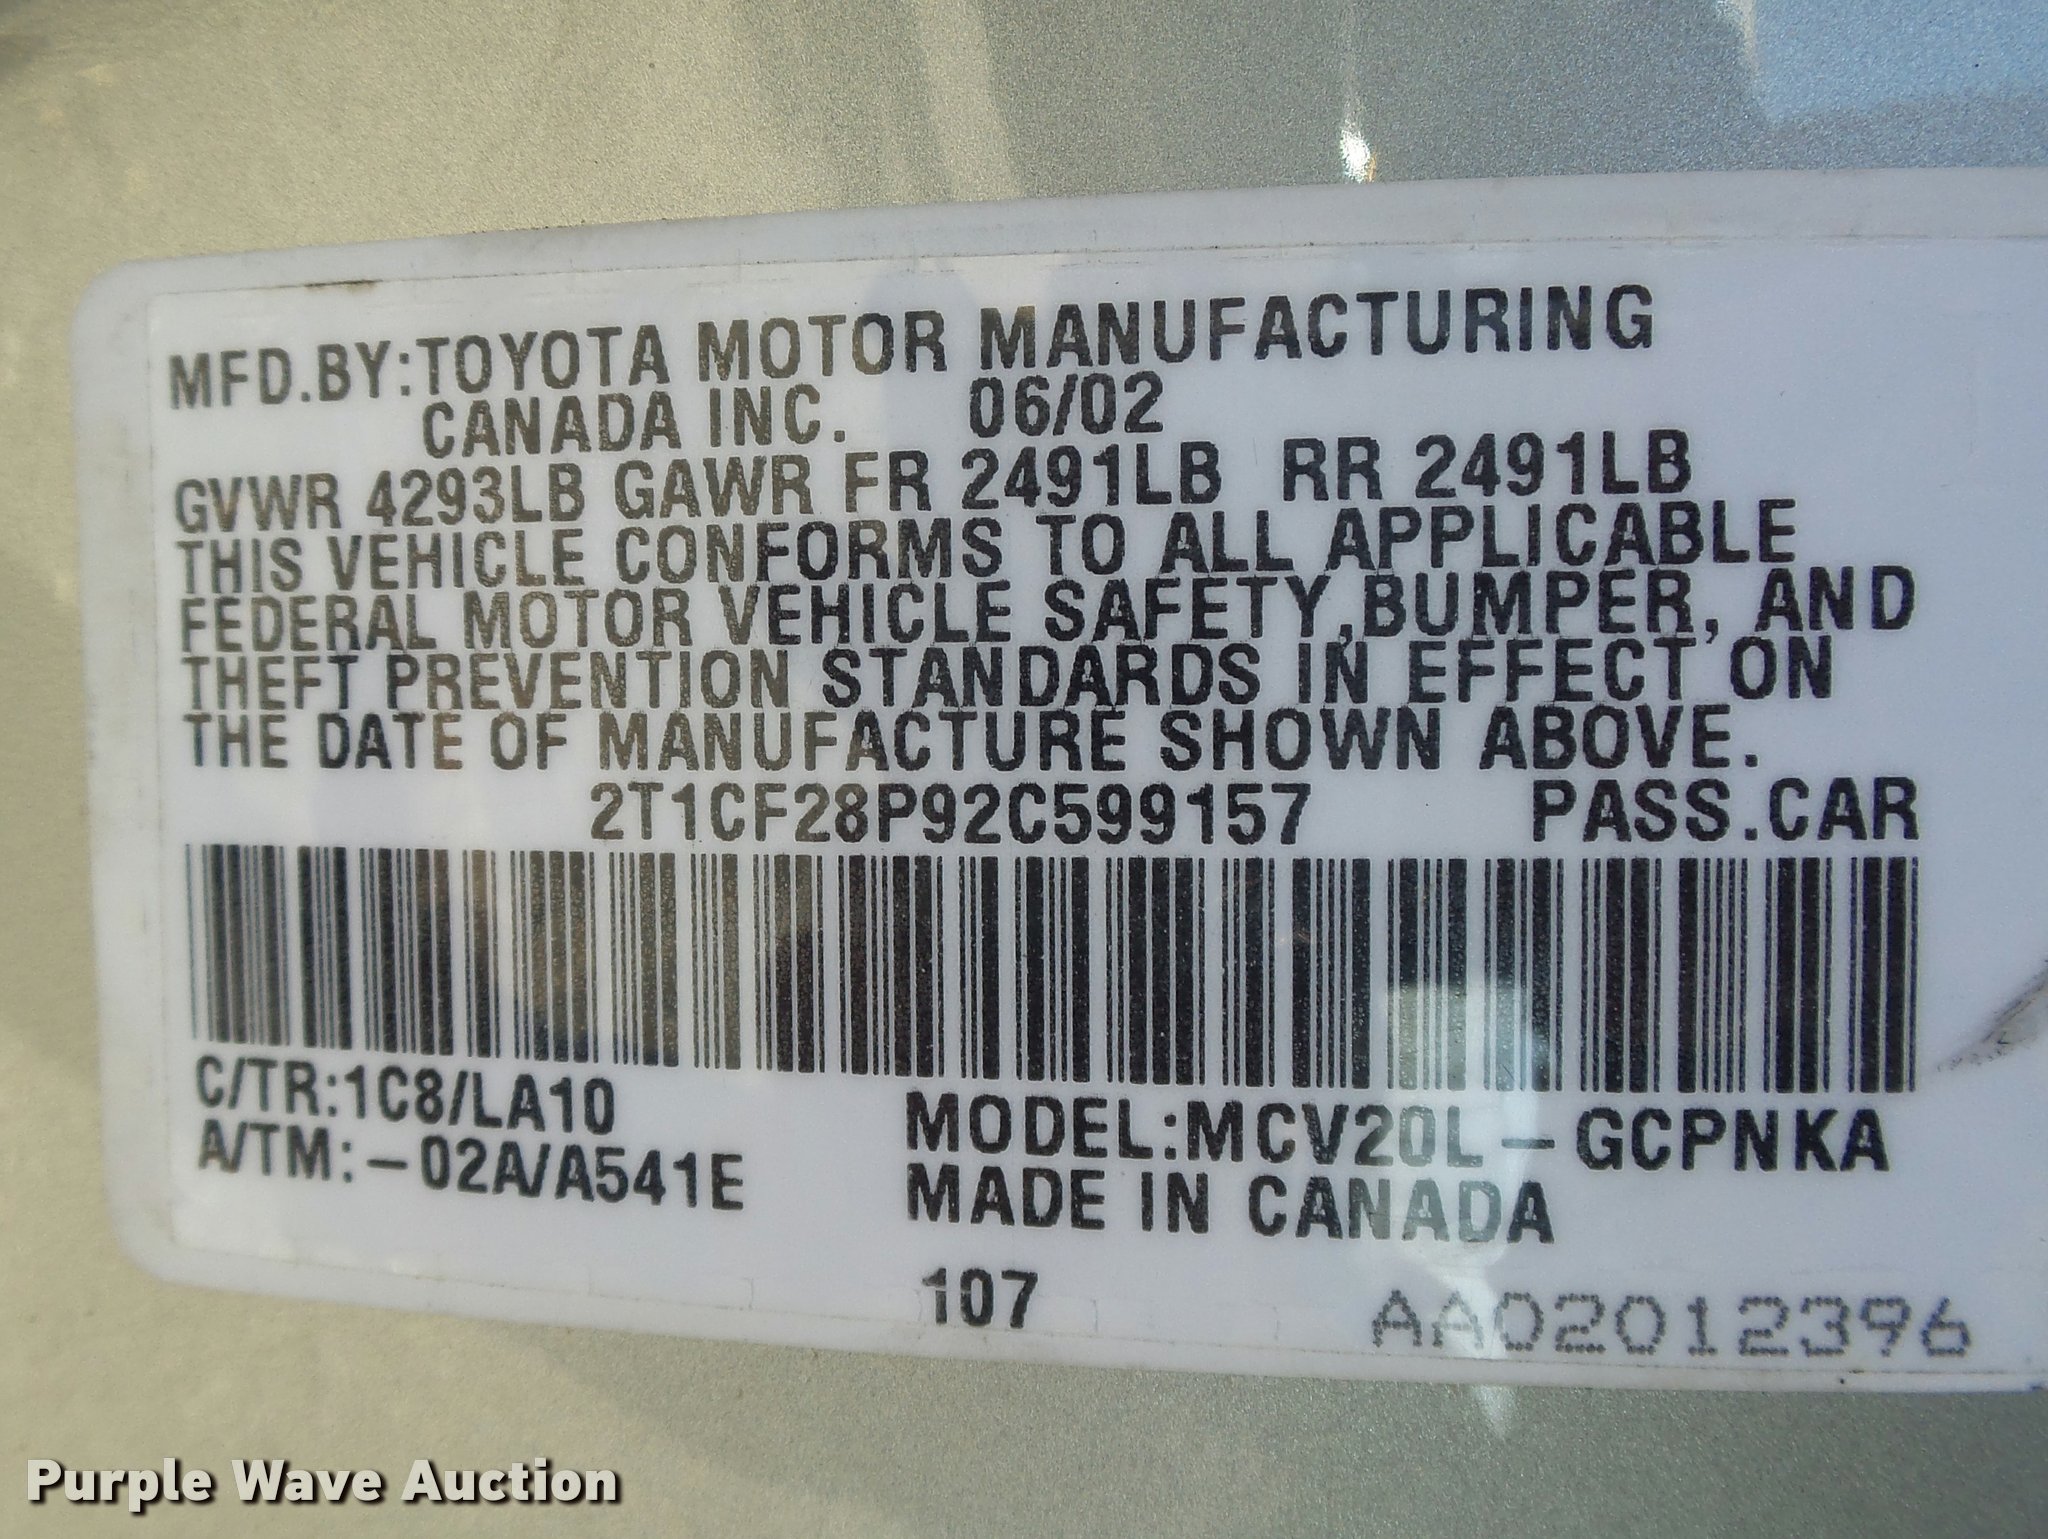 MFD.BY:TOYOTA MOTOR MANUFACTURING
CANADA INC. 06/02
GVWR 4293LB GAWR FR 2491LB RR 2491LB
THIS VEHICLE CONFORMS TO ALL APPLICABLE
FEDERAL MOTOR VEHICLE SAFETY,BUMPER, AND
THEFT PREVENTION STANDARDS IN EFFECT ON
THE DATE OF MANUFACTURE SHOWN ABOVE.
2T1CF28P92C599157 PASS.CAR
C/TR:1C8/LA10
A/TM:-02A/A541E
MODEL:MCV20L-GCPNKA
MADE IN CANADA
107
AA02012396
Purple Wave Auction